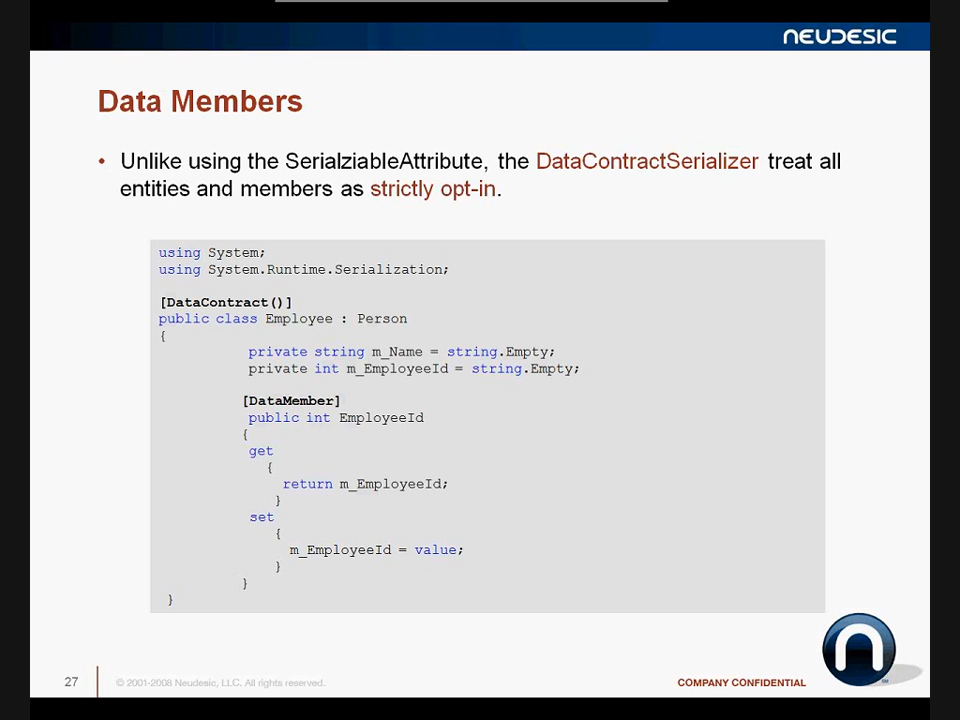 NEUDESIC
Data Members
• Unlike using the SerialziableAttribute, the DataContractSerializer treat all
entities and members as strictly opt-in.
using System;
using System.Runtime.Serialization;
[DataContract()]
public class Employee : Person
{
private string m_Name = string.Empty;
private int m_EmployeeId = string.Empty;
[DataMember]
public int EmployeeId
{
get
{
return m_EmployeeId;
}
set
{
m_EmployeeId = value;
}
}
}
27
© 2001-2008 Neudesic, LLC. All rights reserved.
COMPANY CONFIDENTIAL
n
SM